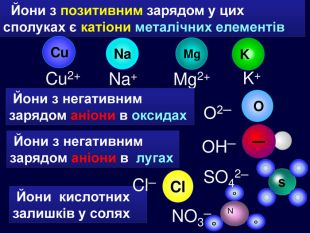 Йони з позитивним зарядом у цих
сполуках є катіони металічних елементів
Cu Na Mg K
Cu2+ Na+ Mg2+ K+
Йони з негативним
зарядом аніони в оксидах
O2– O
Йони з негативним
зарядом аніони в лугах
OH– –
Cl– Cl
SO₄²– S
Йони кислотних
залишків у солях
NO₃– N
o o o